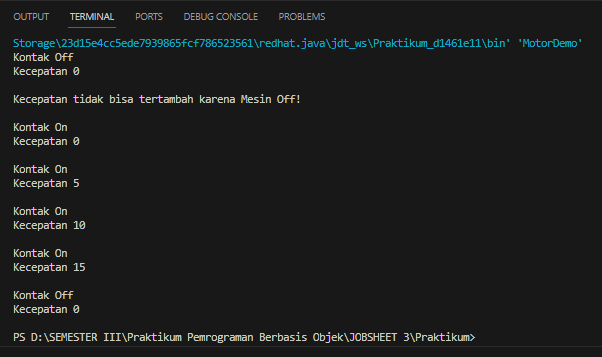 OUTPUT TERMINAL PORTS DEBUG CONSOLE PROBLEMS
Storage\23d15e4cc5ede7939865fcf786523561\redhat.java\jdt_ws\Praktikum_d1461e11\bin' 'MotorDemo'
Kontak Off
Kecepatan 0
Kecepatan tidak bisa tertambah karena Mesin Off!
Kontak On
Kecepatan 0
Kontak On
Kecepatan 5
Kontak On
Kecepatan 10
Kontak On
Kecepatan 15
Kontak Off
Kecepatan 0
PS D:\SEMESTER III\Praktikum Pemrograman Berbasis Objek\JOBSHEET 3\Praktikum>